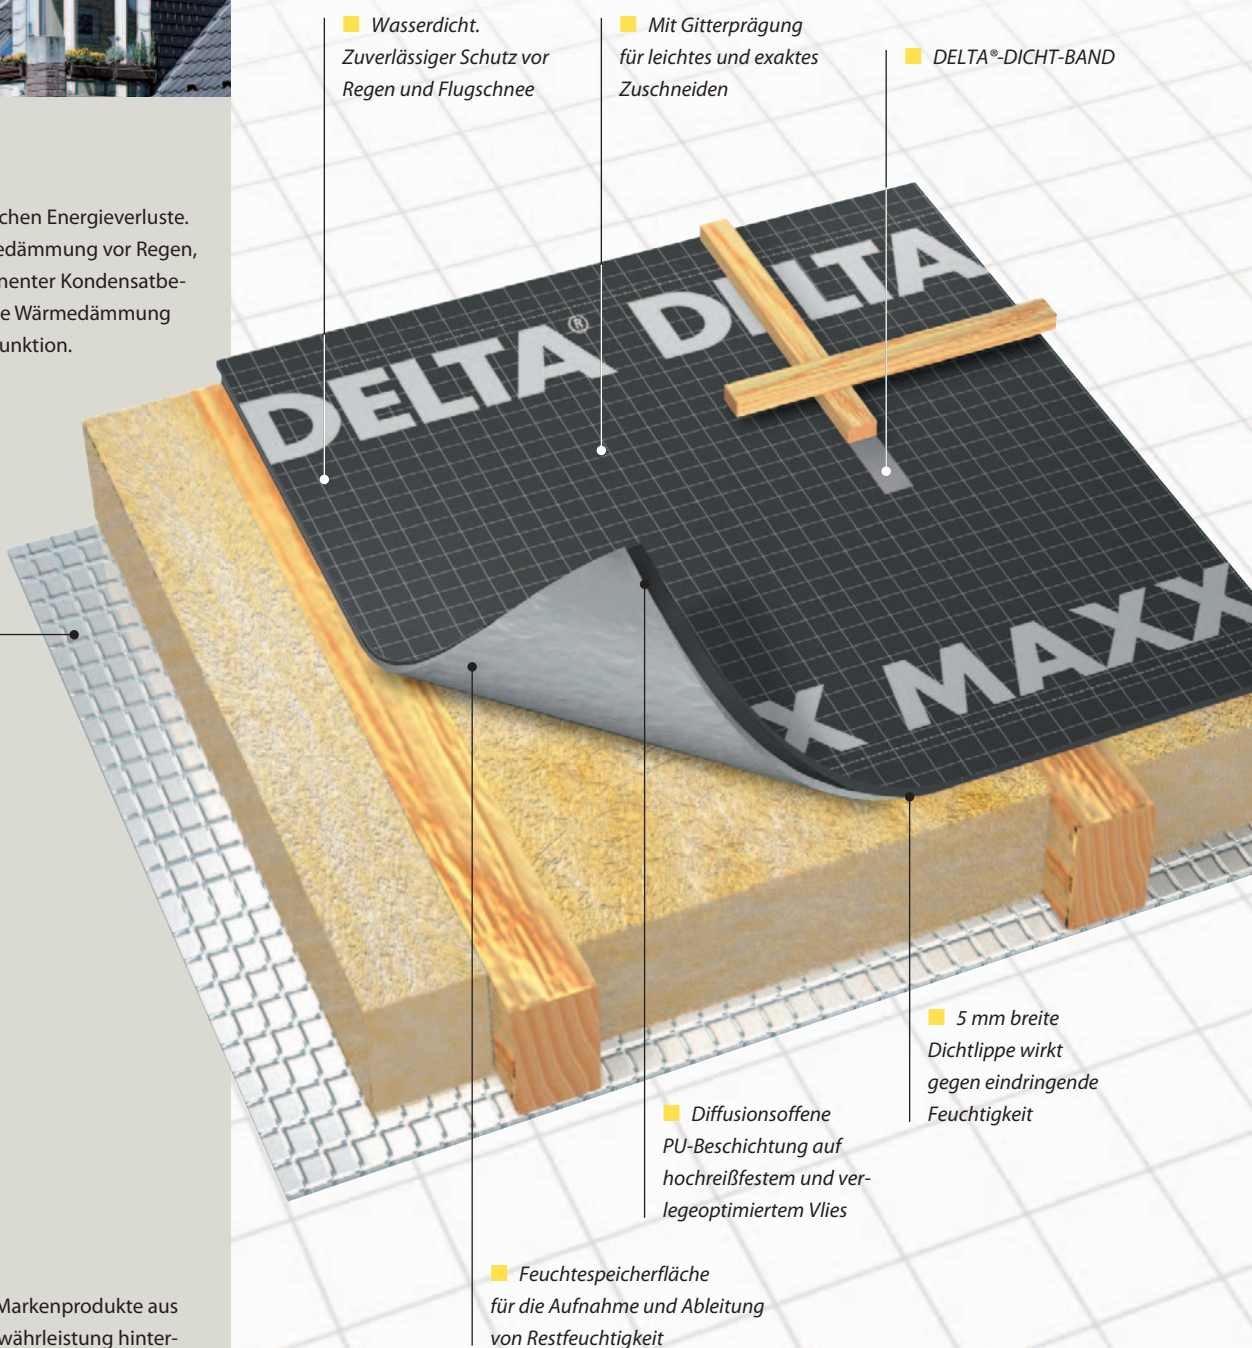 Wasserdicht.
Zuverlässiger Schutz vor
Regen und Flugschnee
Mit Gitterprägung
für leichtes und exaktes
Zuschneiden
DELTA®-DICHT-BAND
chen Energieverluste.
edämmung vor Regen,
nenter Kondensatbe-
e Wärmedämmung
unktion.
DELTA® DELTA
X MAXX
5 mm breite
Dichtlippe wirkt
gegen eindringende
Feuchtigkeit
Diffusionsoffene
PU-Beschichtung auf
hochreißfestem und ver-
legeoptimiertem Vlies
Feuchtespeicherfläche
für die Aufnahme und Ableitung
von Restfeuchtigkeit
Markenprodukte aus
währleistung hinter-